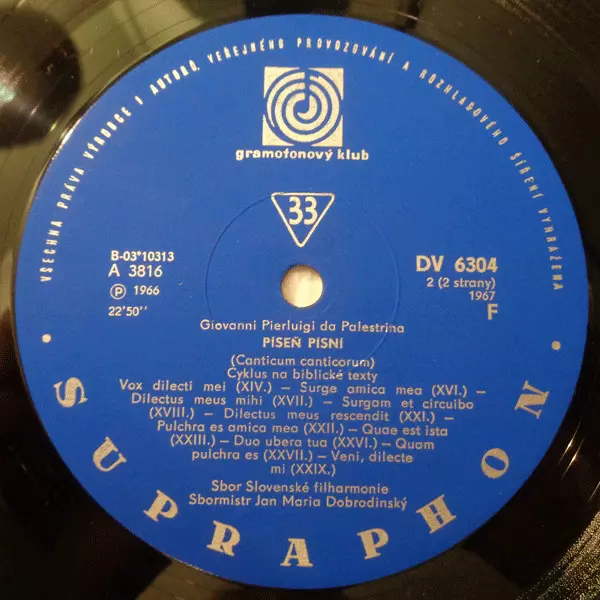 VŠECHNA PRÁVA VÝROBCE I AUTORŮ, VEŘEJNÉHO PROVOZOVÁNÍ A ROZHLASOVÉHO ŠÍŘENÍ VYHRAŽENA
gramofonový klub
33
B-03*10313
A 3816
Ⓟ 1966
22'50''
DV 6304
2 (2 strany)
1967
F
Giovanni Pierluigi da Palestrina
PÍSEŇ PÍSNÍ
(Canticum canticorum)
Cyklus na biblické texty
Vox dilecti mei (XIV.) – Surge amica mea (XVI.) –
Dilectus meus mihi (XVII.) – Surgam et circuibo
(XVIII.) – Dilectus meus rescendit (XXI.) –
Pulchra es amica mea (XXII.) – Quae est ista
(XXIII.) – Duo ubera tua (XXVI.) – Quam
pulchra es (XXVII.) – Veni, dilecte
mi (XXIX.)
Sbor Slovenské filharmonie
Sbormistr Jan Maria Dobrodinský
• SUPRAPHON •